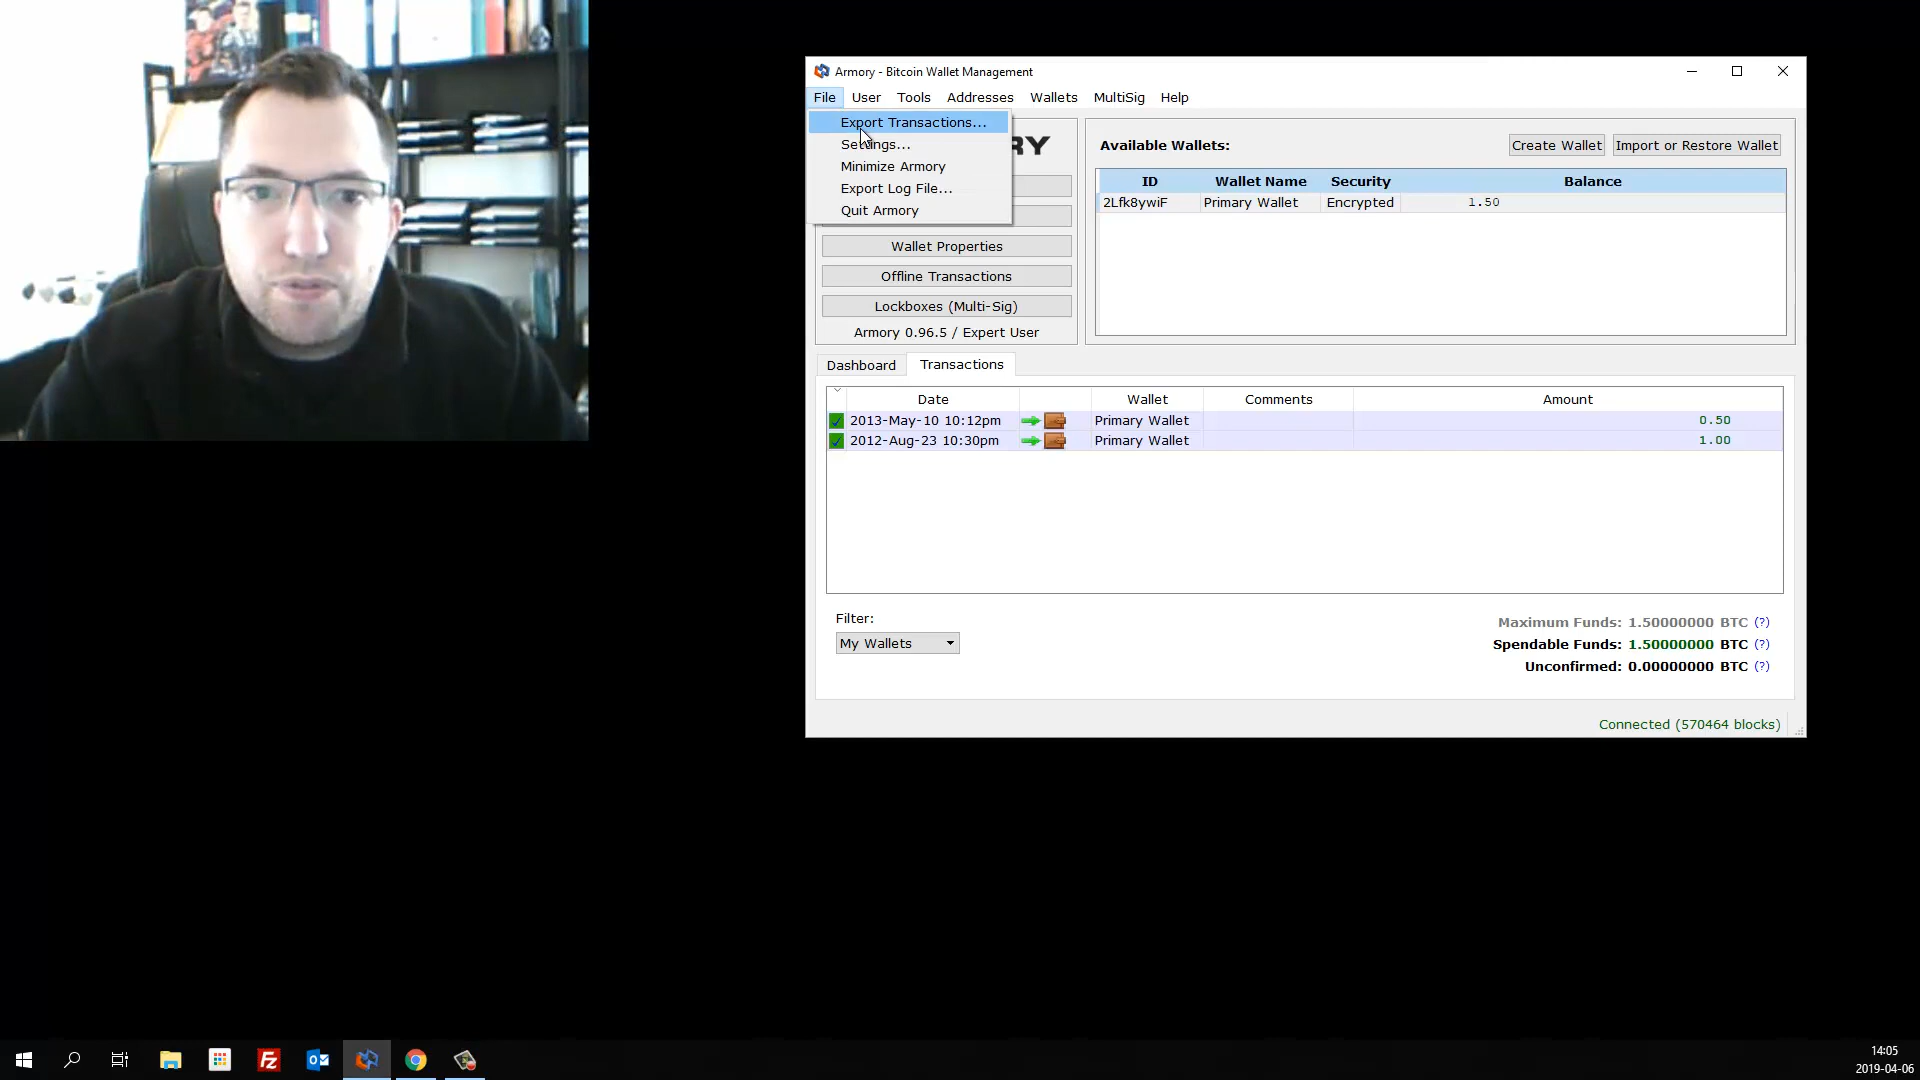 Armory - Bitcoin Wallet Management
File User Tools Addresses Wallets MultiSig Help
Export Transactions...
Settings...
Minimize Armory
Export Log File...
Quit Armory
RY
Wallet Properties
Offline Transactions
Lockboxes (Multi-Sig)
Armory 0.96.5 / Expert User
Available Wallets:
Create Wallet
Import or Restore Wallet
ID Wallet Name Security Balance
2Lfk8ywiF Primary Wallet Encrypted 1.50
Dashboard Transactions
Date Wallet Comments Amount
2013-May-10 10:12pm Primary Wallet 0.50
2012-Aug-23 10:30pm Primary Wallet 1.00
Filter:
My Wallets
Maximum Funds: 1.50000000 BTC (?)
Spendable Funds: 1.50000000 BTC (?)
Unconfirmed: 0.00000000 BTC (?)
Connected (570464 blocks)
Fz
14:05
2019-04-06